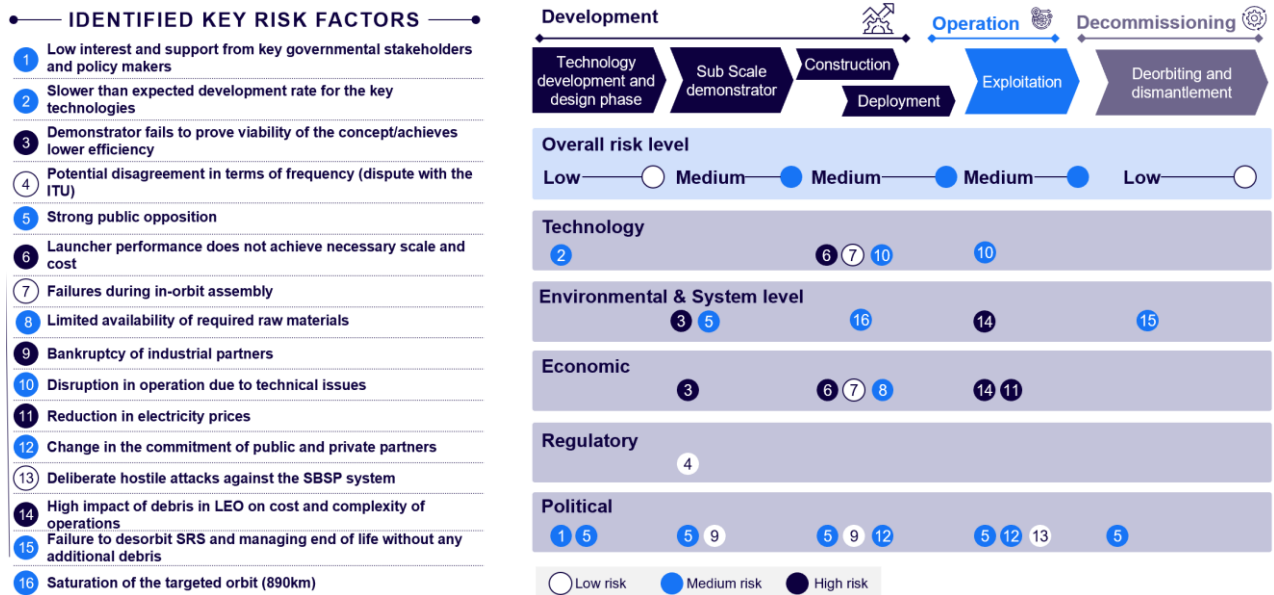 IDENTIFIED KEY RISK FACTORS
1 Low interest and support from key governmental stakeholders
and policy makers
2 Slower than expected development rate for the key
technologies
3 Demonstrator fails to prove viability of the concept/achieves
lower efficiency
4 Potential disagreement in terms of frequency (dispute with the
ITU)
5 Strong public opposition
6 Launcher performance does not achieve necessary scale and
cost
7 Failures during in-orbit assembly
8 Limited availability of required raw materials
9 Bankruptcy of industrial partners
10 Disruption in operation due to technical issues
11 Reduction in electricity prices
12 Change in the commitment of public and private partners
13 Deliberate hostile attacks against the SBSP system
14 High impact of debris in LEO on cost and complexity of
operations
15 Failure to desorbit SRS and managing end of life without any
additional debris
16 Saturation of the targeted orbit (890km)
Development
Operation
Decommissioning
Technology
development and
design phase
Sub Scale
demonstrator
Construction
Deployment
Exploitation
Deorbiting and
dismantlement
Overall risk level
Low Medium Medium Medium Low
Technology
2 6 7 10 10
Environmental & System level
3 5 16 14 15
Economic
3 6 7 8 14 11
Regulatory
4
Political
1 5 5 9 5 9 12 5 12 13 5
Low risk Medium risk High risk